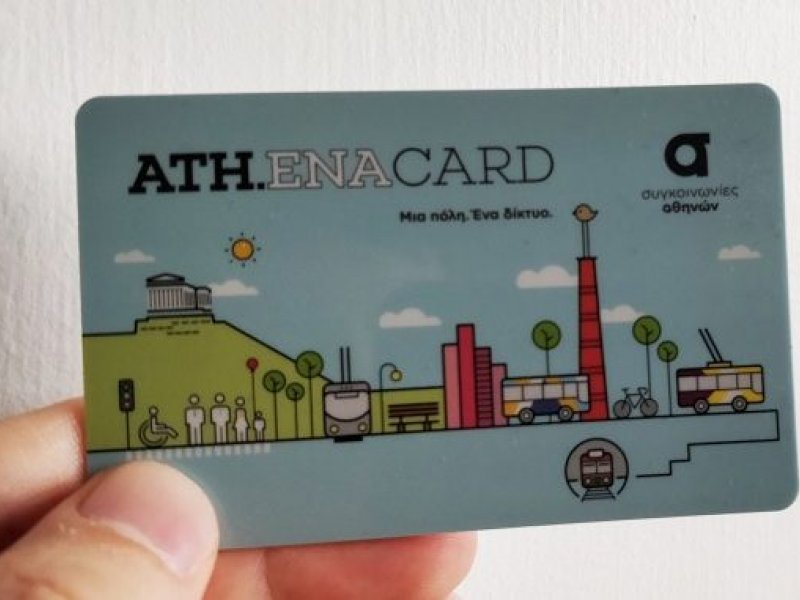 ATH.ENACARD
Μια πόλη. Ένα δίκτυο.
συγκοινωνίες
αθηνών